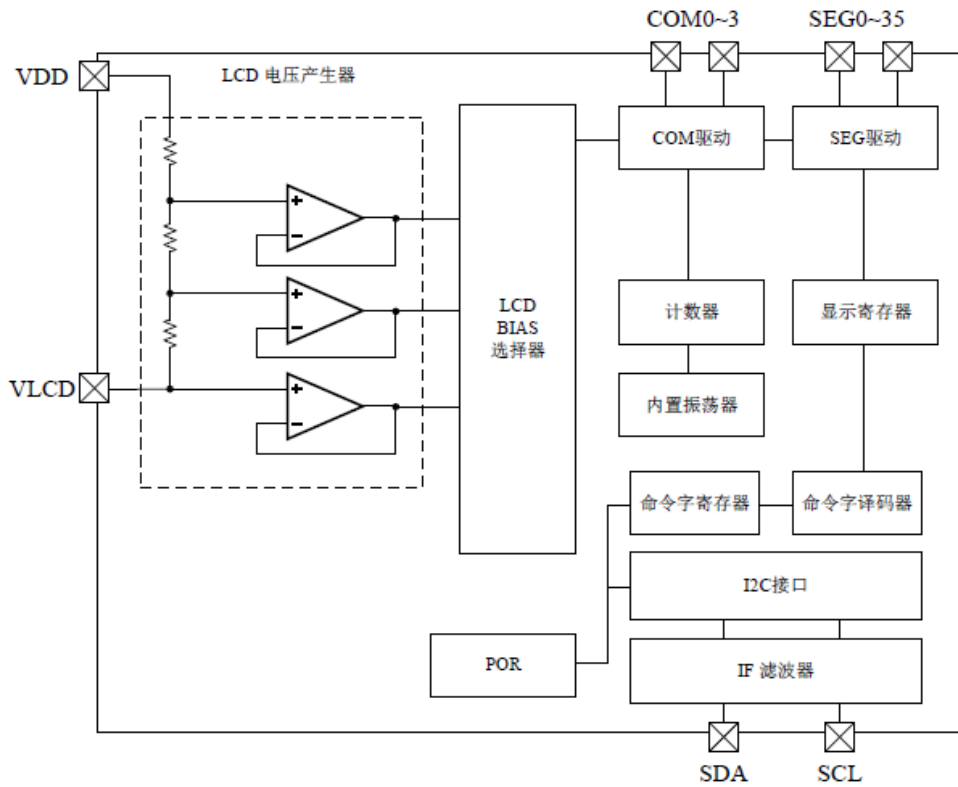 COM0~3
SEG0~35
VDD
LCD 电压产生器
COM驱动
SEG驱动
+
−
+
−
+
−
LCD
BIAS
选择器
计数器
显示寄存器
VLCD
内置振荡器
命令字寄存器
命令字译码器
I2C接口
POR
IF 滤波器
SDA
SCL